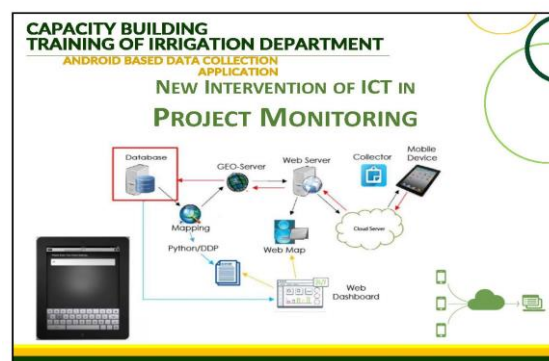 CAPACITY BUILDING
TRAINING OF IRRIGATION DEPARTMENT
ANDROID BASED DATA COLLECTION
APPLICATION
NEW INTERVENTION OF ICT IN
PROJECT MONITORING
Database
GEO-Server
Web Server
Collector
Mobile
Device
Mapping
Python/DDP
Web Map
Cloud Server
Web
Dashboard